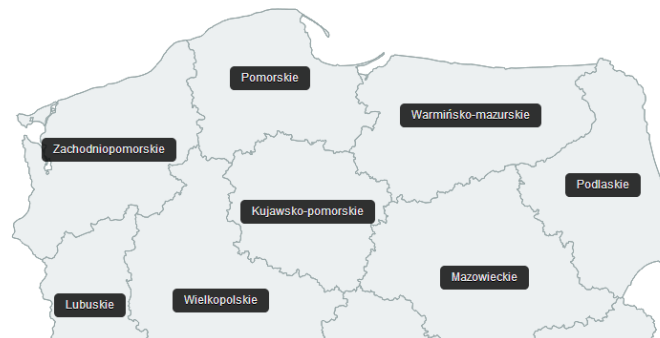 Pomorskie
Warmińsko-mazurskie
Zachodniopomorskie
Podlaskie
Kujawsko-pomorskie
Mazowieckie
Wielkopolskie
Lubuskie